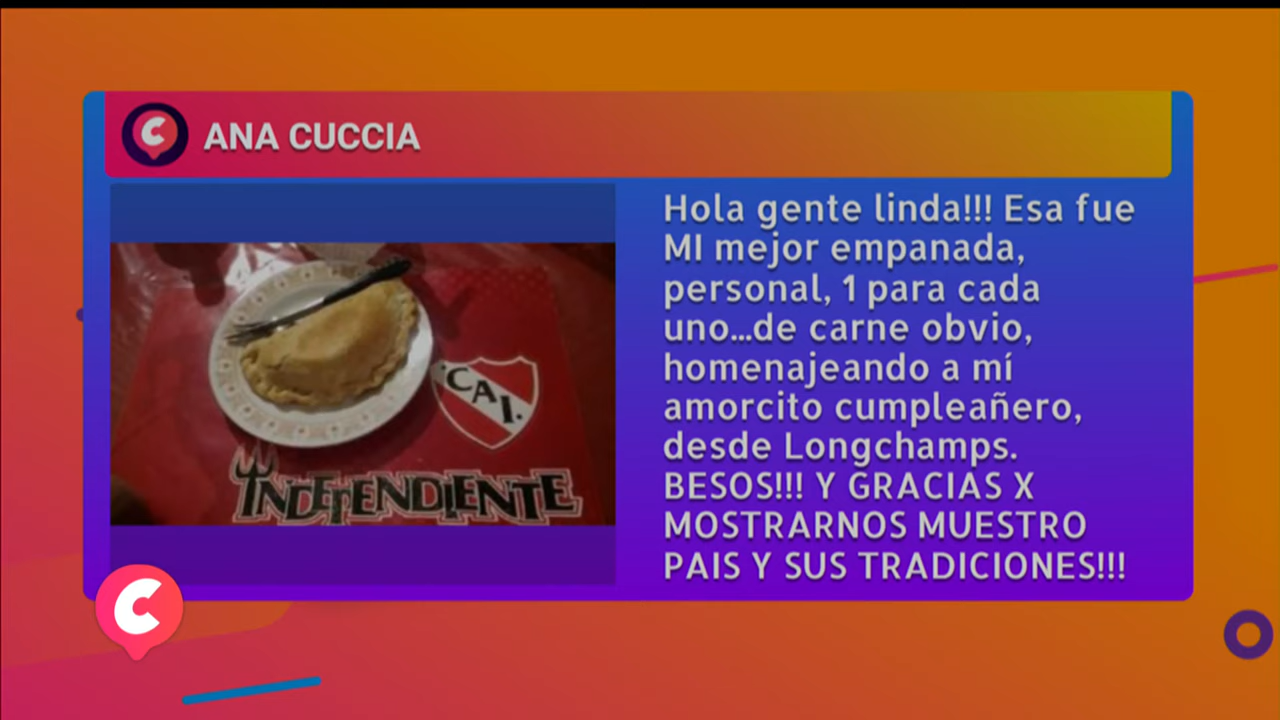 ANA CUCCIA
Hola gente linda!!! Esa fue
MI mejor empanada,
personal, 1 para cada
uno...de carne obvio,
homenajeando a mí
amorcito cumpleañero,
desde Longchamps.
BESOS!!! Y GRACIAS X
MOSTRARNOS MUESTRO
PAIS Y SUS TRADICIONES!!!
CAI.
INDEPENDIENTE
C
C